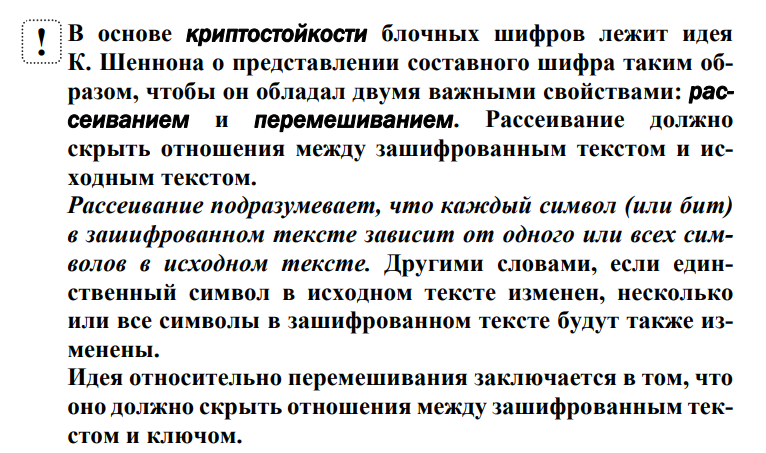 ! В основе криптостойкости блочных шифров лежит идея
К. Шеннона о представлении составного шифра таким об-
разом, чтобы он обладал двумя важными свойствами: рас-
сеиванием и перемешиванием. Рассеивание должно
скрыть отношения между зашифрованным текстом и ис-
ходным текстом.
Рассеивание подразумевает, что каждый символ (или бит)
в зашифрованном тексте зависит от одного или всех сим-
волов в исходном тексте. Другими словами, если един-
ственный символ в исходном тексте изменен, несколько
или все символы в зашифрованном тексте будут также из-
менены.
Идея относительно перемешивания заключается в том, что
оно должно скрыть отношения между зашифрованным тек-
стом и ключом.